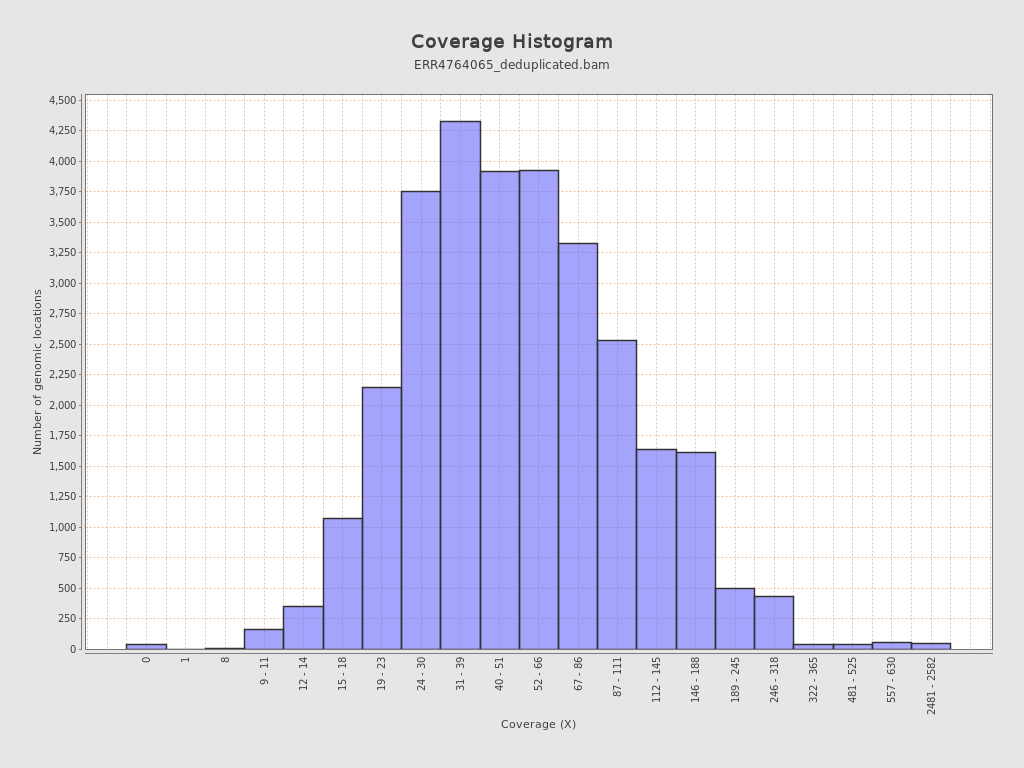 Coverage Histogram
ERR4764065_deduplicated.bam
4,500
4,250
4,000
3,750
3,500
3,250
3,000
2,750
2,500
2,250
2,000
1,750
1,500
1,250
1,000
750
500
250
0
Number of genomic locations
0
1
8
9 - 11
12 - 14
15 - 18
19 - 23
24 - 30
31 - 39
40 - 51
52 - 66
67 - 86
87 - 111
112 - 145
146 - 188
189 - 245
246 - 318
322 - 365
481 - 525
557 - 630
2481 - 2582
Coverage (X)